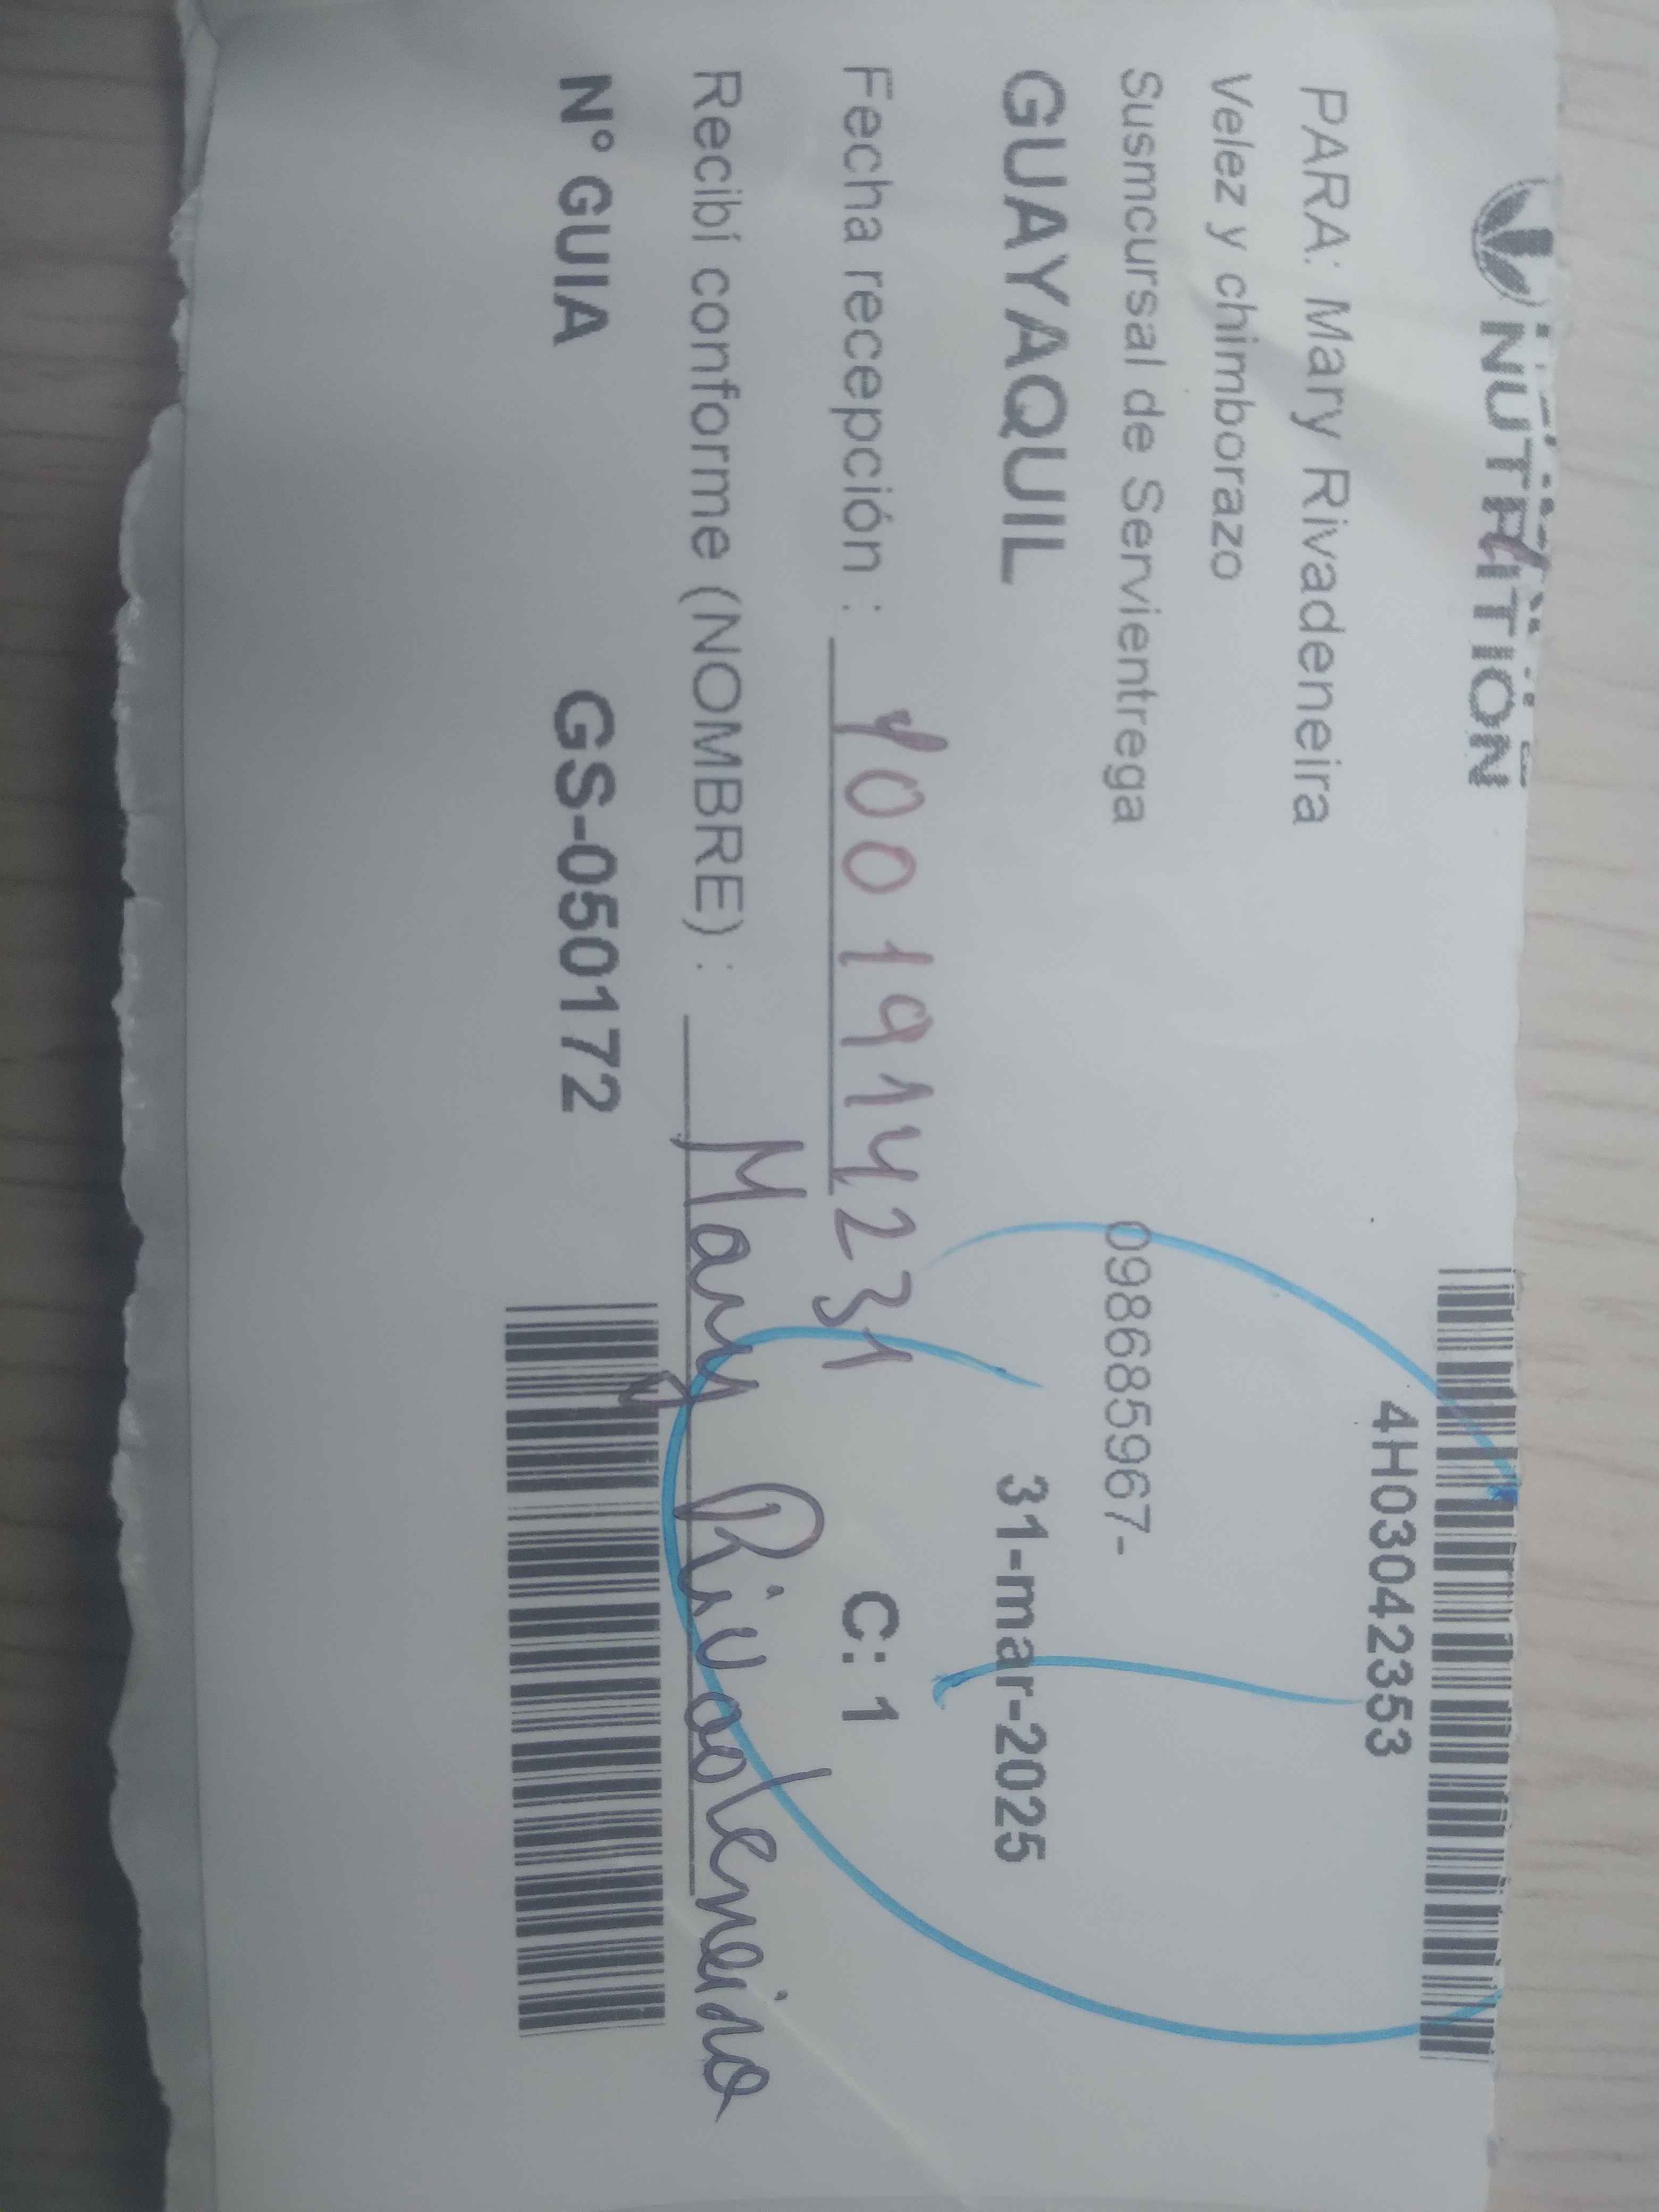 NUTRITION
4H03042353
PARA: Mary Rivadeneira
Velez y chimborazo
Susmcursal de Servientrega 0986859967-
GUAYAQUIL 31-mar-2025
Fecha recepción : 1001914231 C: 1
Recibí conforme (NOMBRE) : Mary Rivadeneira
N° GUIA GS-050172